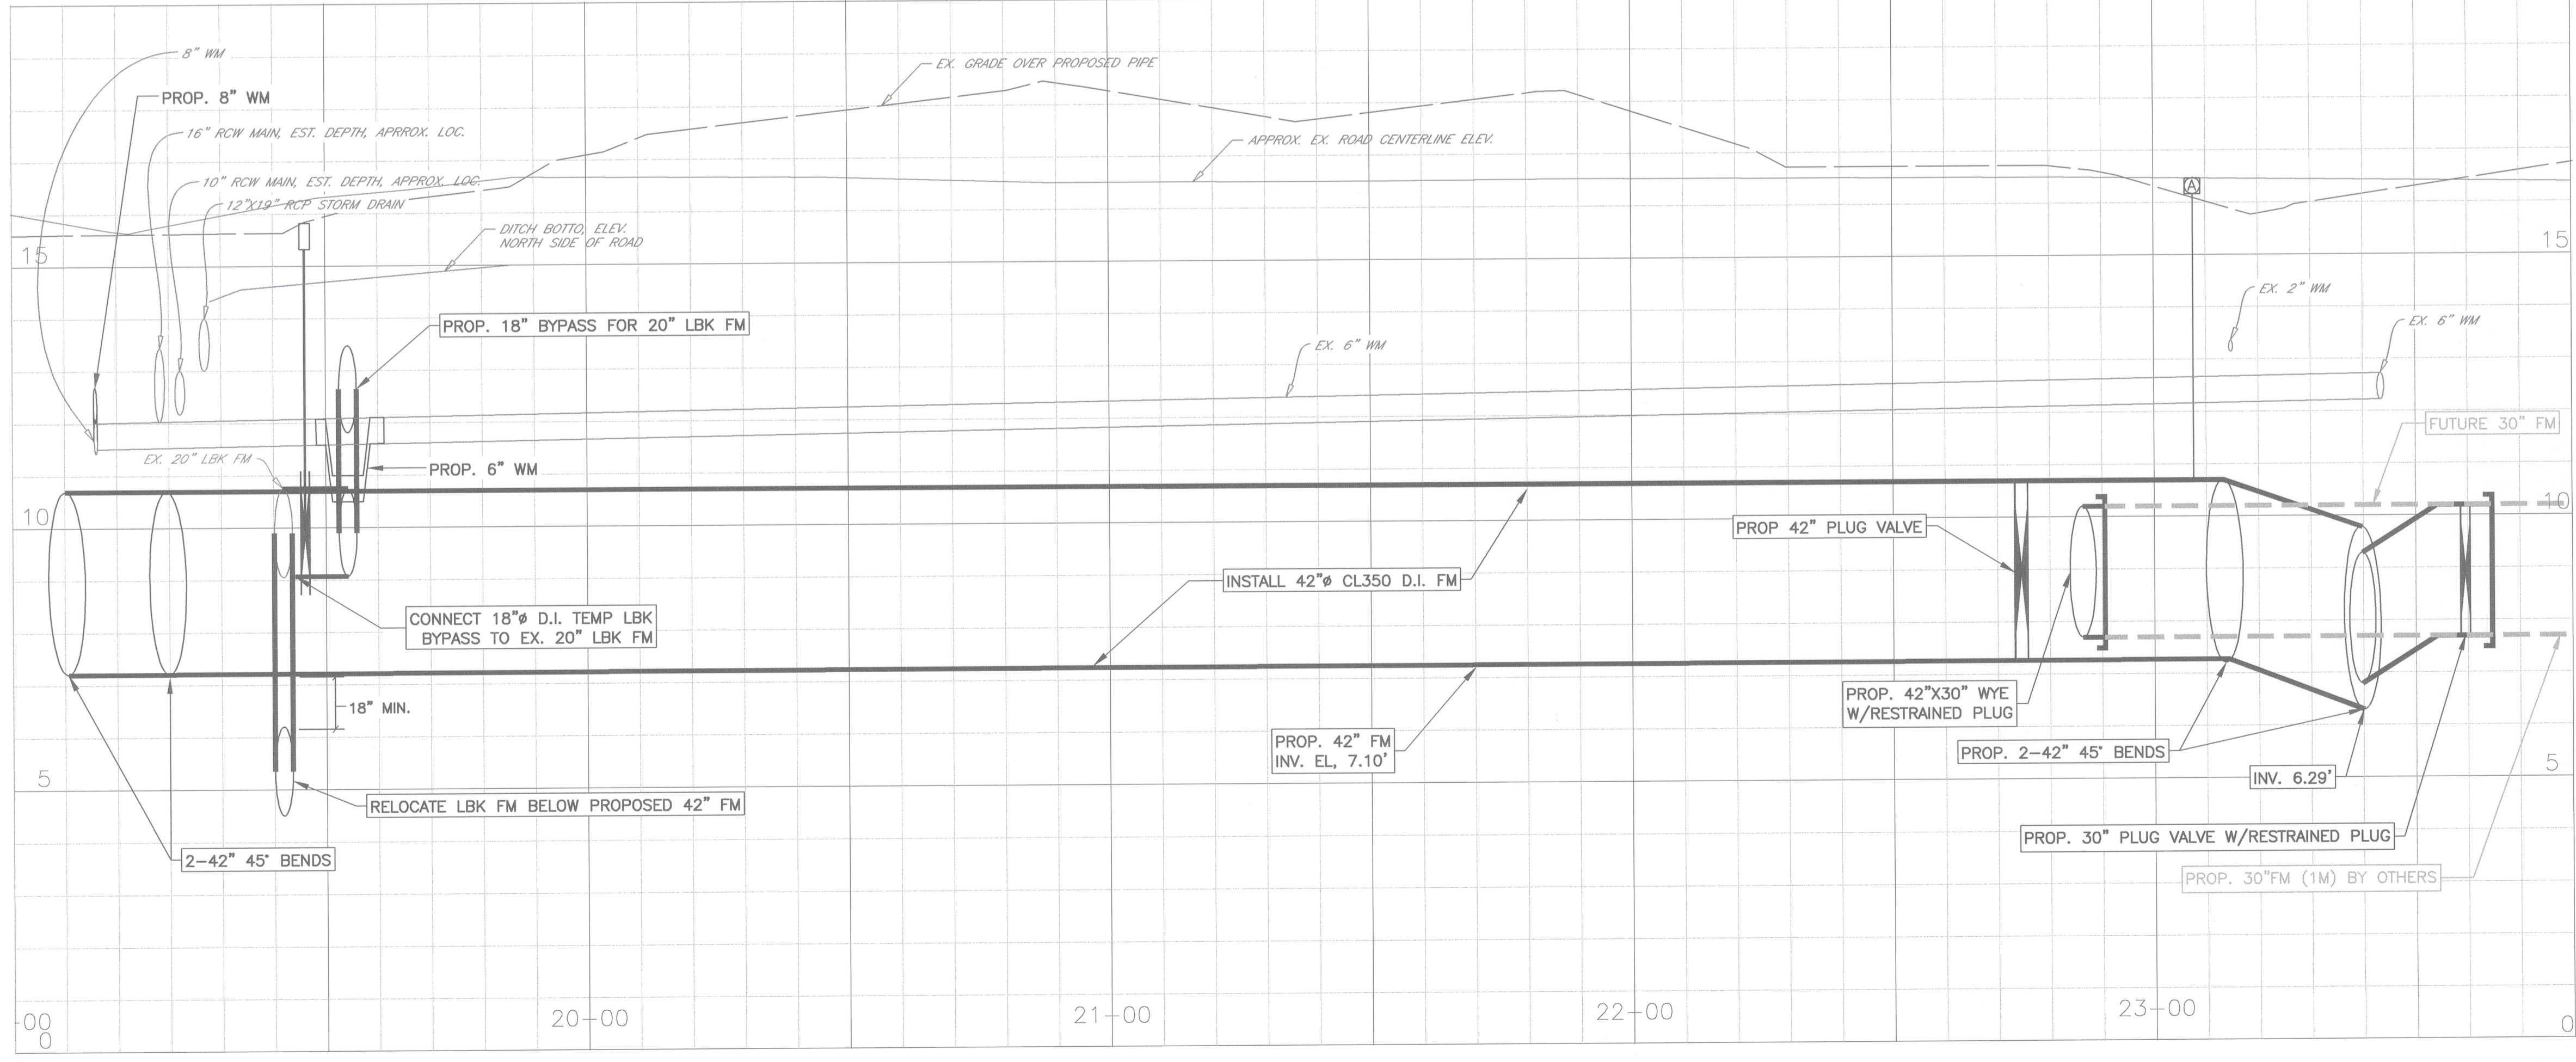 8" WM
PROP. 8" WM
16" RCW MAIN, EST. DEPTH, APRROX. LOC.
10" RCW MAIN, EST. DEPTH, APPROX. LOC.
12"X19" RCP STORM DRAIN
DITCH BOTTO, ELEV.
NORTH SIDE OF ROAD
EX. GRADE OVER PROPOSED PIPE
APPROX. EX. ROAD CENTERLINE ELEV.
A
15
15
EX. 2" WM
EX. 6" WM
PROP. 18" BYPASS FOR 20" LBK FM
EX. 6" WM
FUTURE 30" FM
EX. 20" LBK FM
PROP. 6" WM
10
10
PROP 42" PLUG VALVE
INSTALL 42"ø CL350 D.I. FM
CONNECT 18"ø D.I. TEMP LBK
BYPASS TO EX. 20" LBK FM
18" MIN.
PROP. 42"X30" WYE
W/RESTRAINED PLUG
PROP. 42" FM
INV. EL, 7.10'
PROP. 2-42" 45° BENDS
INV. 6.29'
5
5
RELOCATE LBK FM BELOW PROPOSED 42" FM
PROP. 30" PLUG VALVE W/RESTRAINED PLUG
2-42" 45° BENDS
PROP. 30"FM (1M) BY OTHERS
+00
20+00
21+00
22+00
23+00
0
0